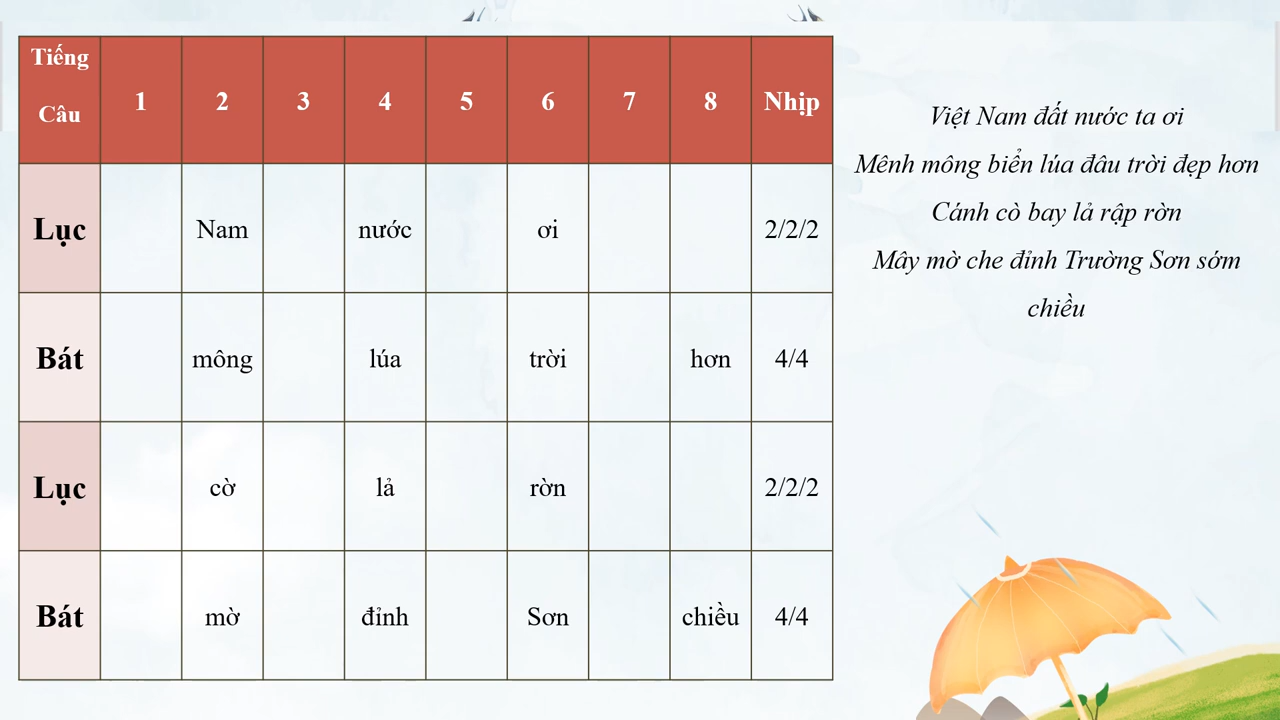 Tiếng
Câu
1 2 3 4 5 6 7 8 Nhịp
Lục Nam nước ơi 2/2/2
Bát mông lúa trời hơn 4/4
Lục cờ lả rờn 2/2/2
Bát mờ đỉnh Sơn chiều 4/4
Việt Nam đất nước ta ơi
Mênh mông biển lúa đâu trời đẹp hơn
Cánh cò bay lả rập rờn
Mây mờ che đỉnh Trường Sơn sớm
chiều